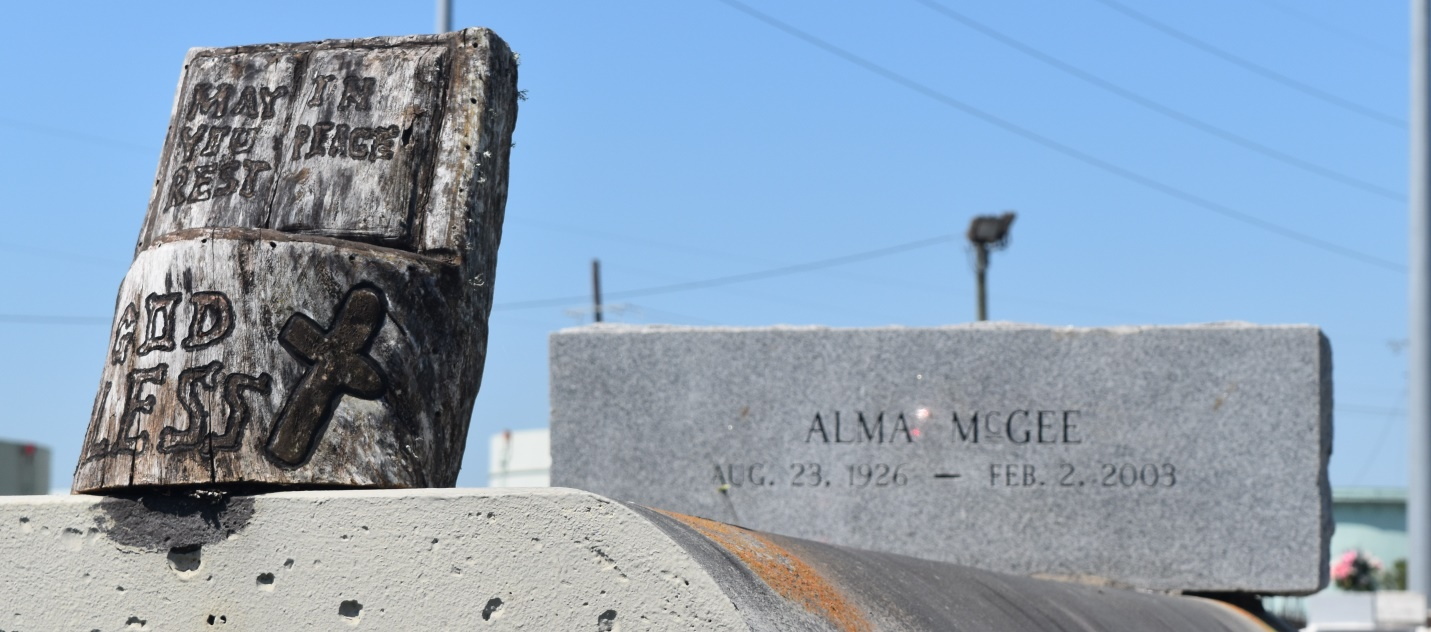 MAY
YOU
REST
IN
PEACE
GOD
LESS
ALMA McGEE
AUG. 23, 1926 — FEB. 2, 2003